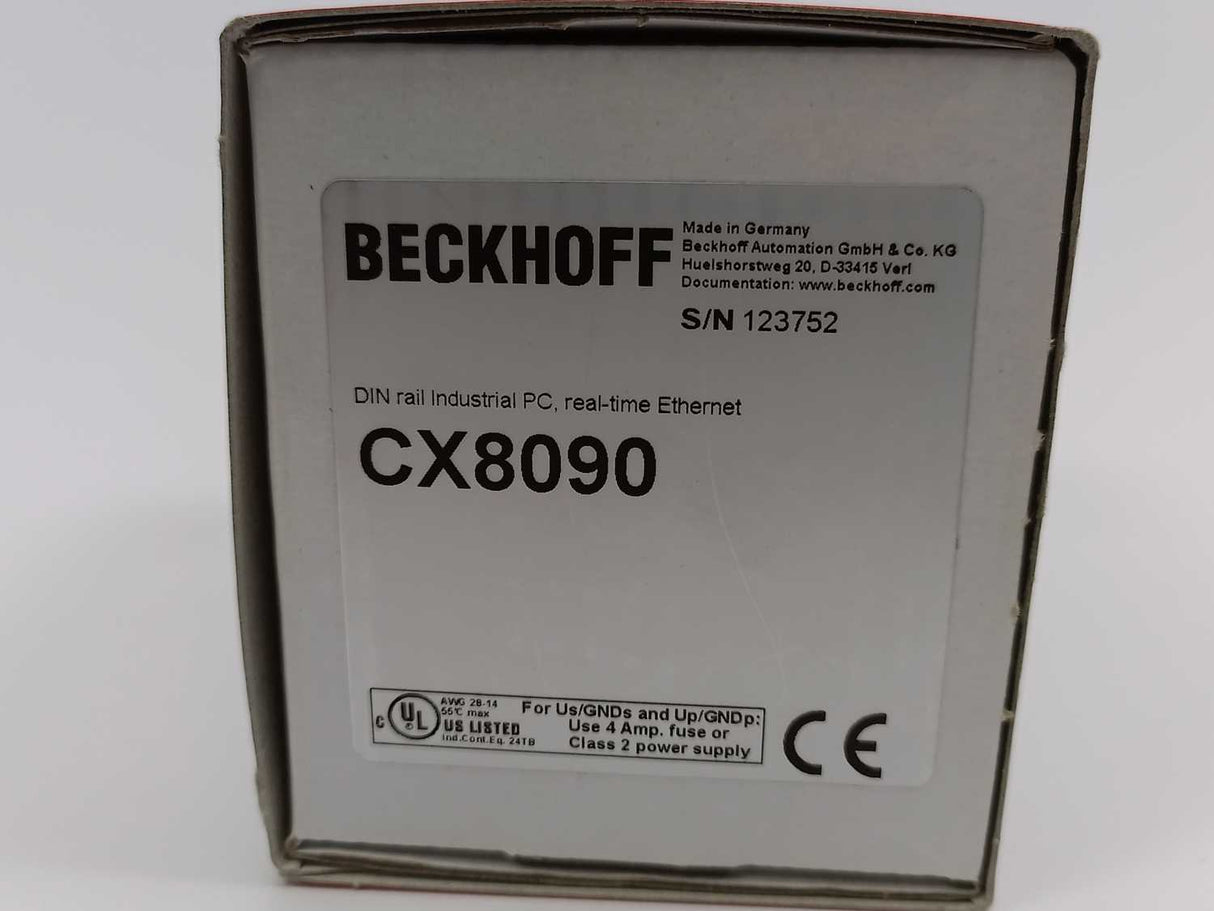 BECKHOFF
Made in Germany
Beckhoff Automation GmbH & Co. KG
Huelshorstweg 20, D-33415 Verl
Documentation: www.beckhoff.com
S/N 123752
DIN rail Industrial PC, real-time Ethernet
CX8090
C UL
AWG 28-14
55°C max
US LISTED
Ind.Cont.Eq. 24TB
For Us/GNDs and Up/GNDp:
Use 4 Amp. fuse or
Class 2 power supply
CE